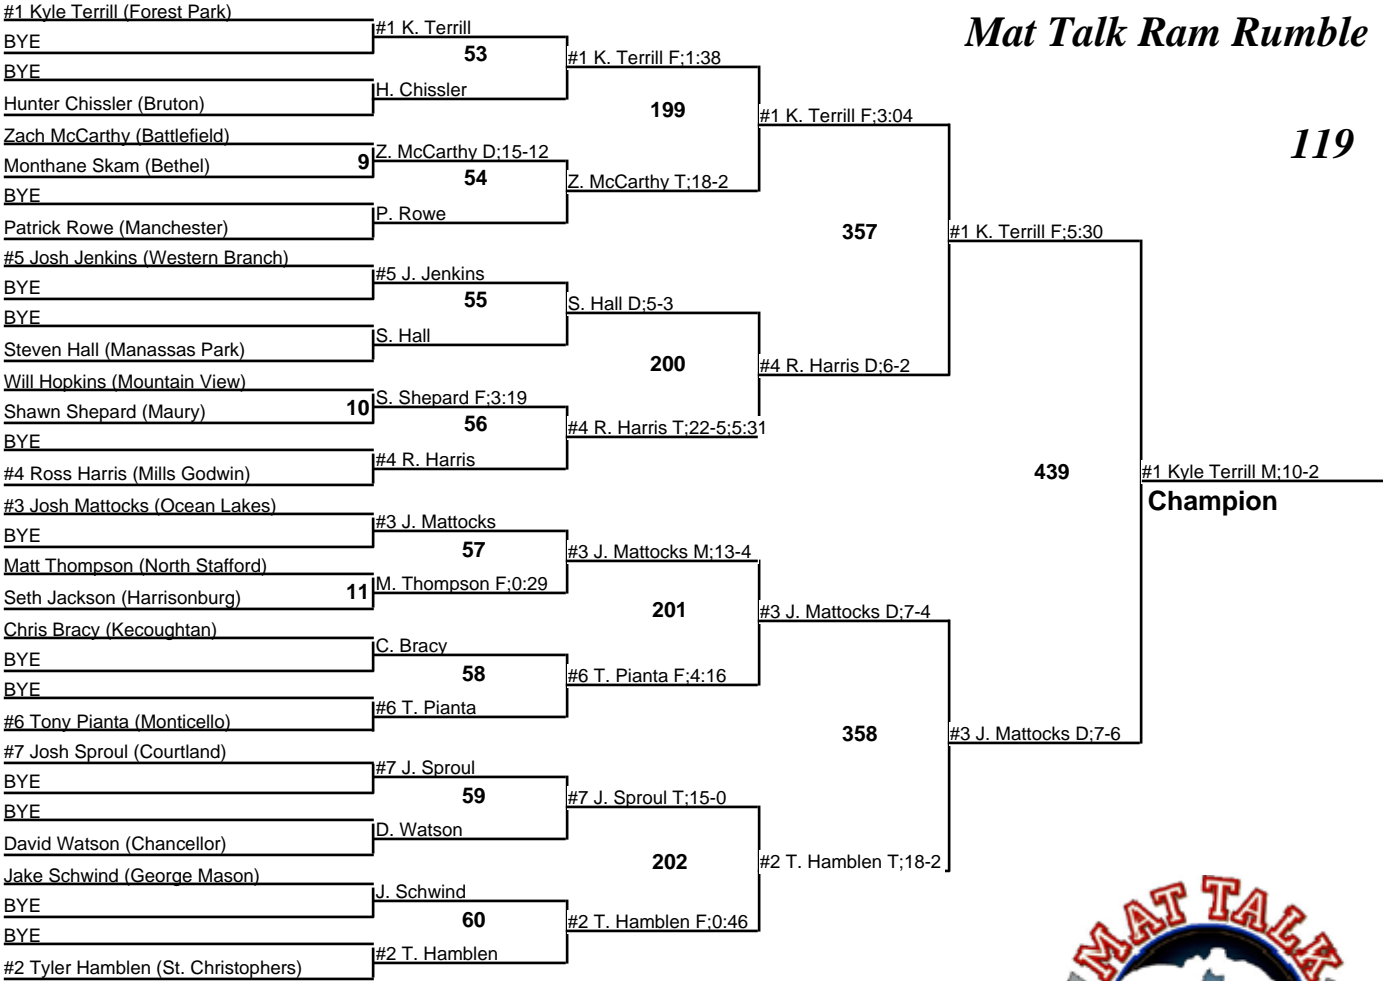 Mat Talk Ram Rumble
119
#1 Kyle Terrill (Forest Park)
BYE
BYE
Hunter Chissler (Bruton)
Zach McCarthy (Battlefield)
Monthane Skam (Bethel)
9
BYE
Patrick Rowe (Manchester)
#5 Josh Jenkins (Western Branch)
BYE
BYE
Steven Hall (Manassas Park)
Will Hopkins (Mountain View)
Shawn Shepard (Maury)
10
BYE
#4 Ross Harris (Mills Godwin)
#3 Josh Mattocks (Ocean Lakes)
BYE
Matt Thompson (North Stafford)
Seth Jackson (Harrisonburg)
11
Chris Bracy (Kecoughtan)
BYE
BYE
#6 Tony Pianta (Monticello)
#7 Josh Sproul (Courtland)
BYE
BYE
David Watson (Chancellor)
Jake Schwind (George Mason)
BYE
BYE
#2 Tyler Hamblen (St. Christophers)
#1 K. Terrill
53
H. Chissler
Z. McCarthy D;15-12
54
P. Rowe
#5 J. Jenkins
55
S. Hall
S. Shepard F;3:19
56
#4 R. Harris
#3 J. Mattocks
57
M. Thompson F;0:29
C. Bracy
58
#6 T. Pianta
#7 J. Sproul
59
D. Watson
J. Schwind
60
#2 T. Hamblen
#1 K. Terrill F;1:38
199
Z. McCarthy T;18-2
S. Hall D;5-3
200
#4 R. Harris T;22-5;5:31
#3 J. Mattocks M;13-4
201
#6 T. Pianta F;4:16
#7 J. Sproul T;15-0
202
#2 T. Hamblen F;0:46
#1 K. Terrill F;3:04
357
#4 R. Harris D;6-2
#3 J. Mattocks D;7-4
358
#2 T. Hamblen T;18-2
#1 K. Terrill F;5:30
439
#3 J. Mattocks D;7-6
#1 Kyle Terrill M;10-2
Champion
MAT TALK